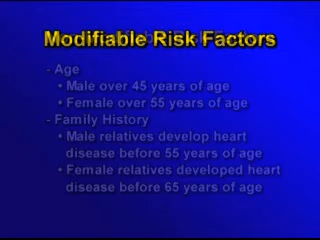 Modifiable Risk Factors
- Age
• Male over 45 years of age
• Female over 55 years of age
- Family History
• Male relatives develop heart
disease before 55 years of age
• Female relatives developed heart
disease before 65 years of age